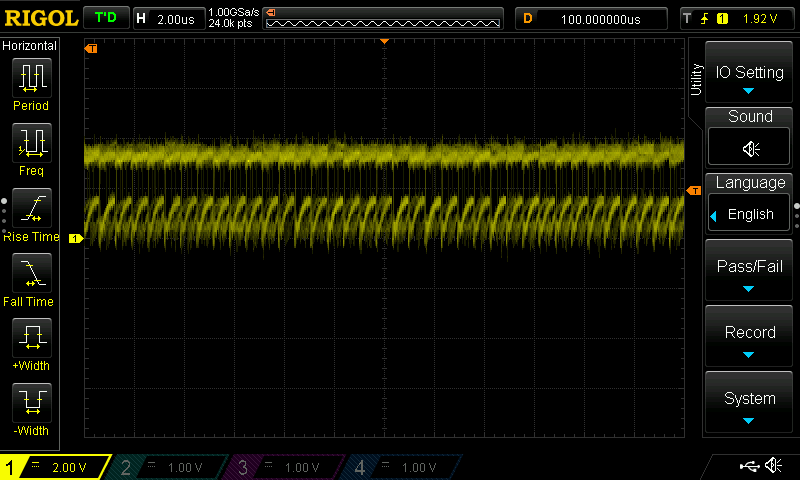 RIGOL T'D H 2.00us 1.00GSa/s 24.0k pts D 100.000000us T 1 1.92 V
Horizontal
Period
Freq
Rise Time
Fall Time
+Width
-Width
T
T
1
Utility
IO Setting
Sound
Language
English
Pass/Fail
Record
System
1 2.00 V 2 1.00 V 3 1.00 V 4 1.00 V